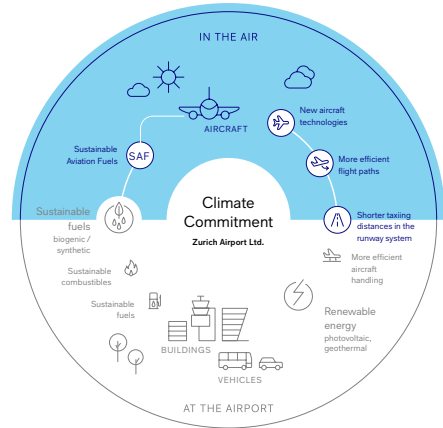 IN THE AIR
AIRCRAFT
New aircraft
technologies
Sustainable
Aviation Fuels
SAF
More efficient
flight paths
Climate
Commitment
Zurich Airport Ltd.
Sustainable
fuels
biogenic /
synthetic
Shorter taxiing
distances in the
runway system
More efficient
aircraft
handling
Sustainable
combustibles
Sustainable
fuels
Renewable
energy
photovoltaic,
geothermal
BUILDINGS
VEHICLES
AT THE AIRPORT